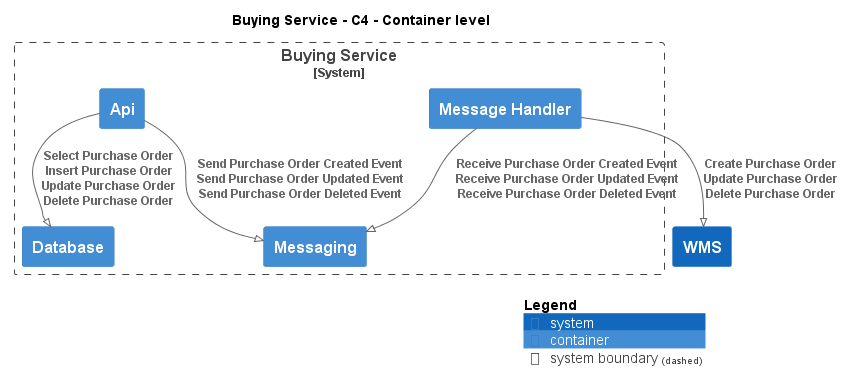 Buying Service - C4 - Container level
Buying Service
[System]
Api
Message Handler
Select Purchase Order
Insert Purchase Order
Update Purchase Order
Delete Purchase Order
Send Purchase Order Created Event
Send Purchase Order Updated Event
Send Purchase Order Deleted Event
Receive Purchase Order Created Event
Receive Purchase Order Updated Event
Receive Purchase Order Deleted Event
Create Purchase Order
Update Purchase Order
Delete Purchase Order
Database
Messaging
WMS
Legend
system
container
system boundary (dashed)